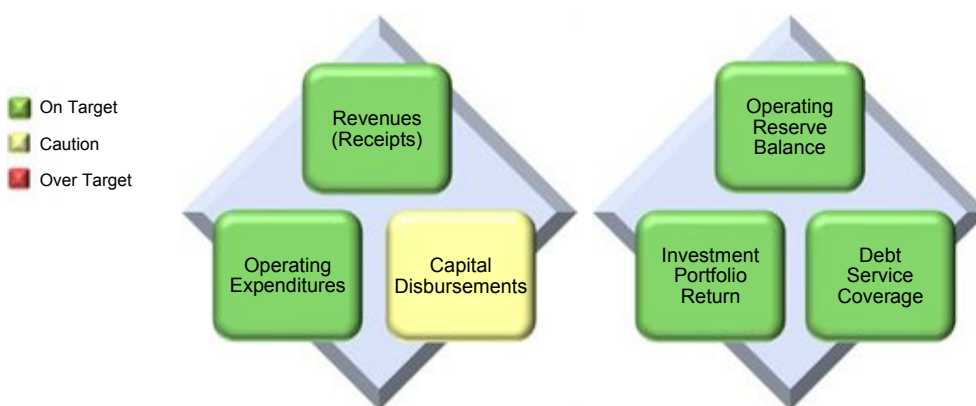 On Target
Caution
Over Target
Revenues
(Receipts)
Operating
Expenditures
Capital
Disbursements
Operating
Reserve
Balance
Investment
Portfolio
Return
Debt
Service
Coverage